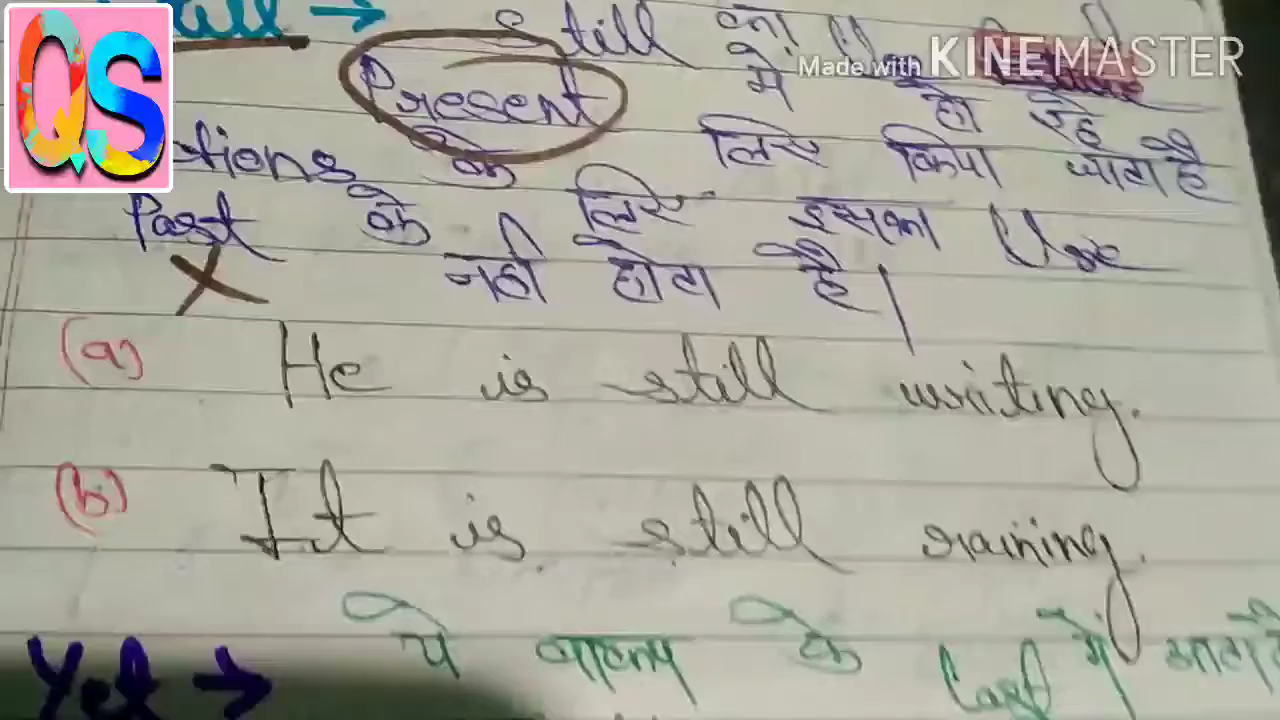 QS
still का Use
Made with KINEMASTER
Present में हो रहे
के लिए किया जाता है
Past के लिए इसका Use
नही होता है।
(a) He is still writing.
(b) It is still raining.
Yet → ये वाक्य के last में आता है